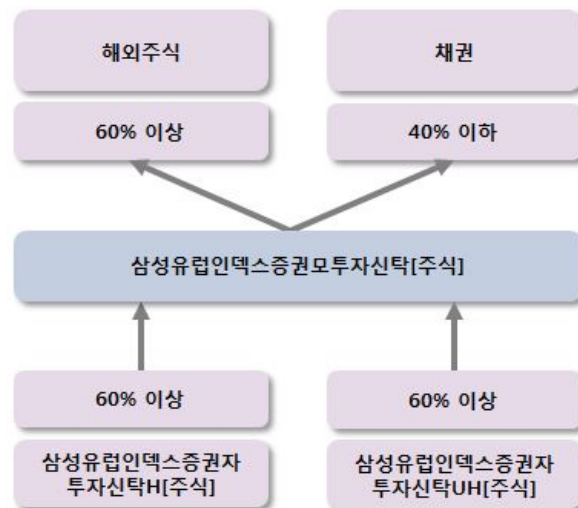 해외주식
채권
60% 이상
40% 이하
삼성유럽인덱스증권모투자신탁[주식]
60% 이상
60% 이상
삼성유럽인덱스증권자
투자신탁H[주식]
삼성유럽인덱스증권자
투자신탁UH[주식]